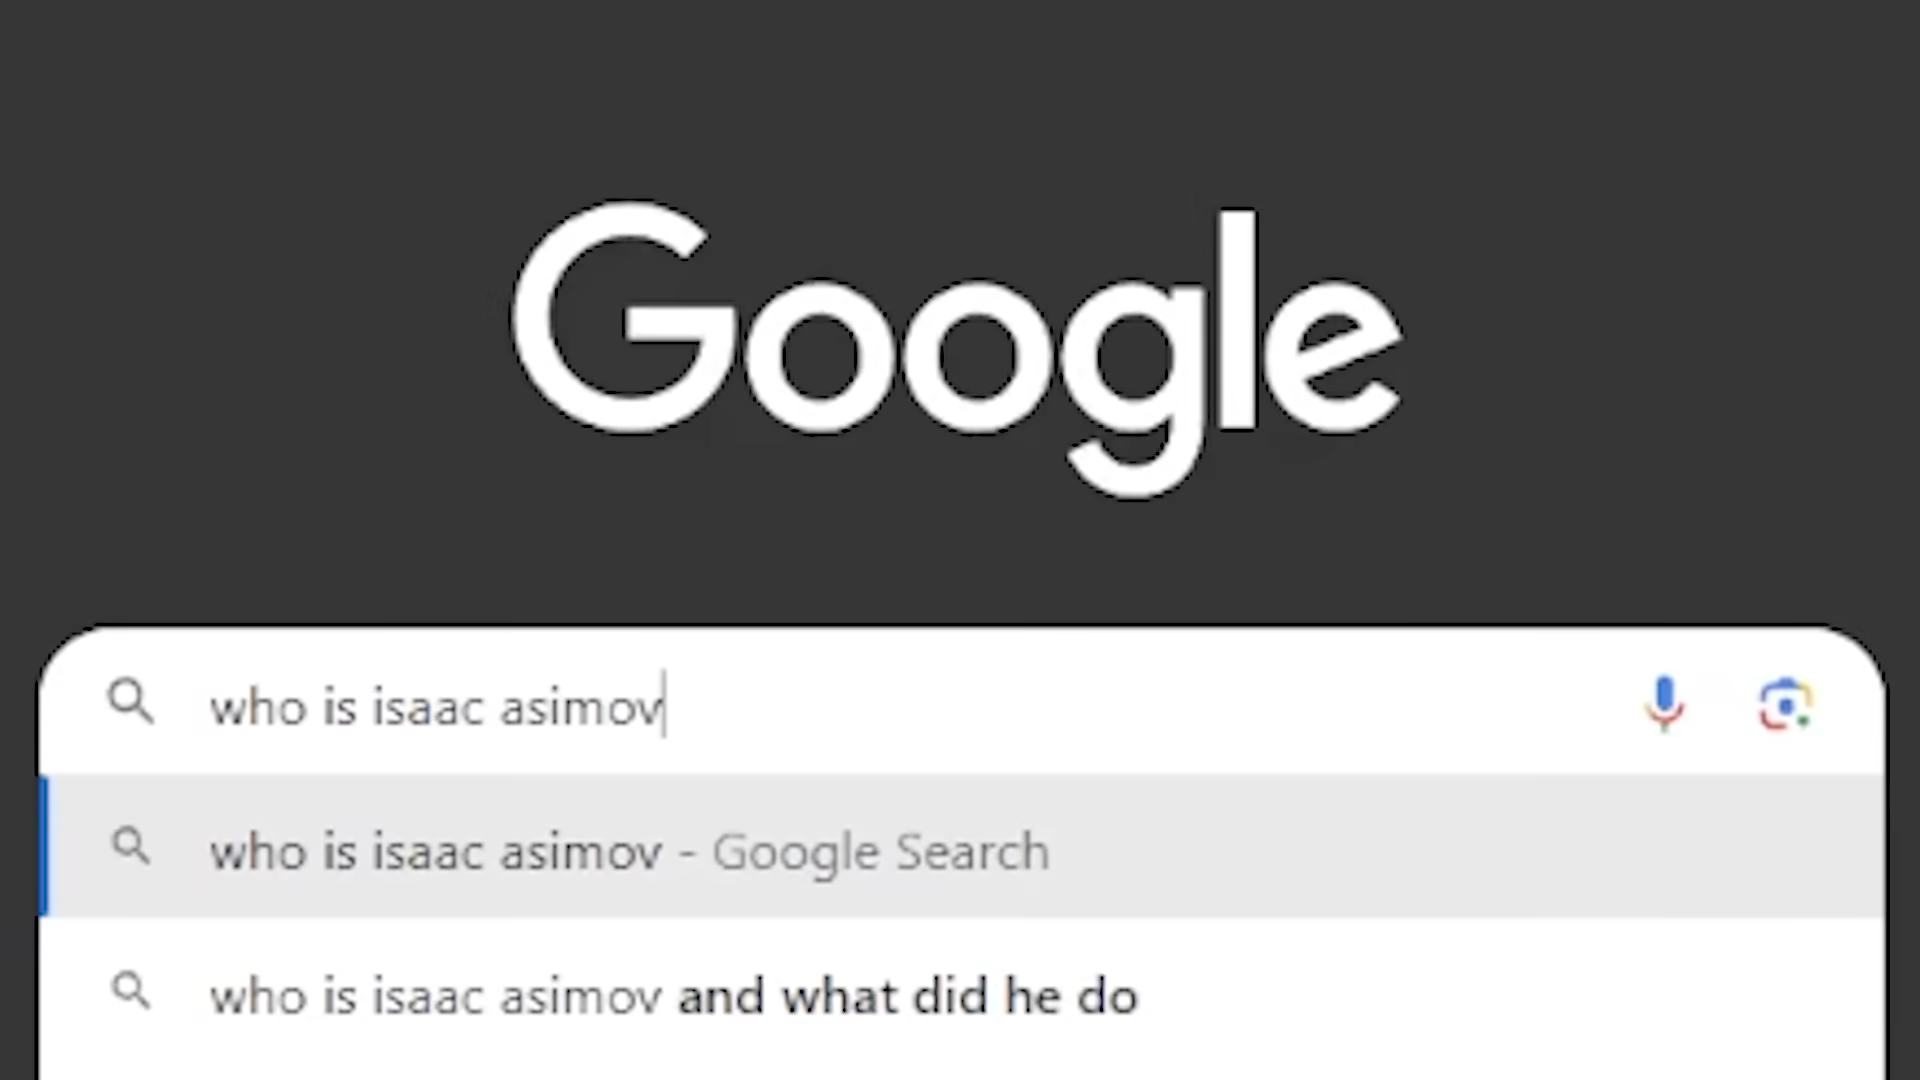 Google
who is isaac asimov
who is isaac asimov - Google Search
who is isaac asimov and what did he do